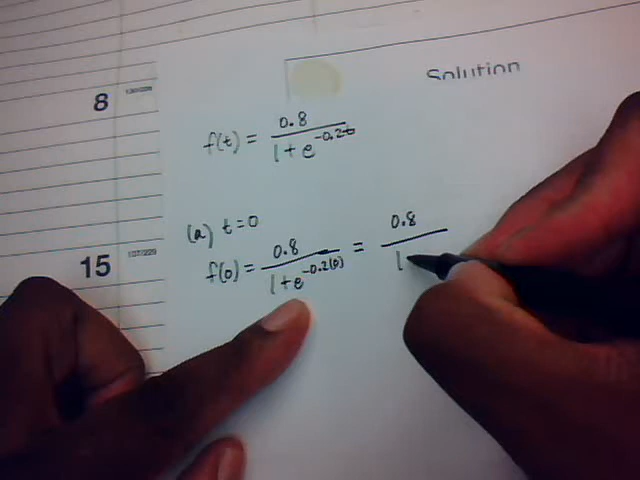 Solution
8
f(t) = 0.8 / 1 + e^-0.2t
(a) t = 0
15
f(0) = 0.8 / 1 + e^-0.2(0) = 0.8 / 1